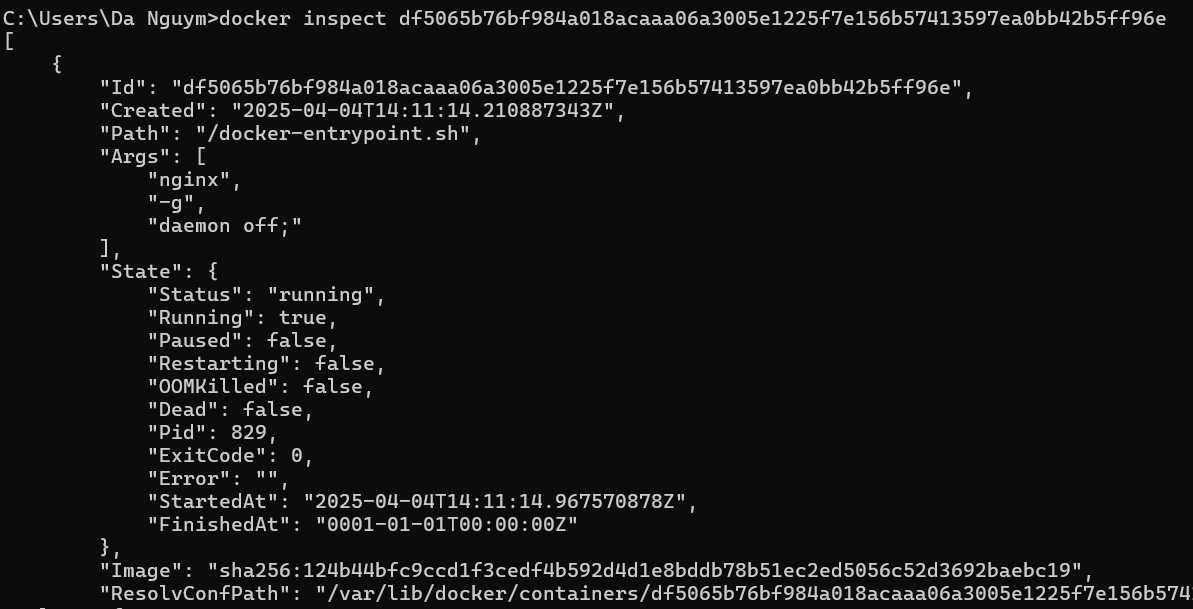 C:\Users\Da Nguym>docker inspect df5065b76bf984a018acaaa06a3005e1225f7e156b57413597ea0bb42b5ff96e
[
    {
        "Id": "df5065b76bf984a018acaaa06a3005e1225f7e156b57413597ea0bb42b5ff96e",
        "Created": "2025-04-04T14:11:14.210887343Z",
        "Path": "/docker-entrypoint.sh",
        "Args": [
            "nginx",
            "-g",
            "daemon off;"
        ],
        "State": {
            "Status": "running",
            "Running": true,
            "Paused": false,
            "Restarting": false,
            "OOMKilled": false,
            "Dead": false,
            "Pid": 829,
            "ExitCode": 0,
            "Error": "",
            "StartedAt": "2025-04-04T14:11:14.967570878Z",
            "FinishedAt": "0001-01-01T00:00:00Z"
        },
        "Image": "sha256:124b44bfc9ccd1f3cedf4b592d4d1e8bddb78b51ec2ed5056c52d3692baebc19",
        "ResolvConfPath": "/var/lib/docker/containers/df5065b76bf984a018acaaa06a3005e1225f7e156b574